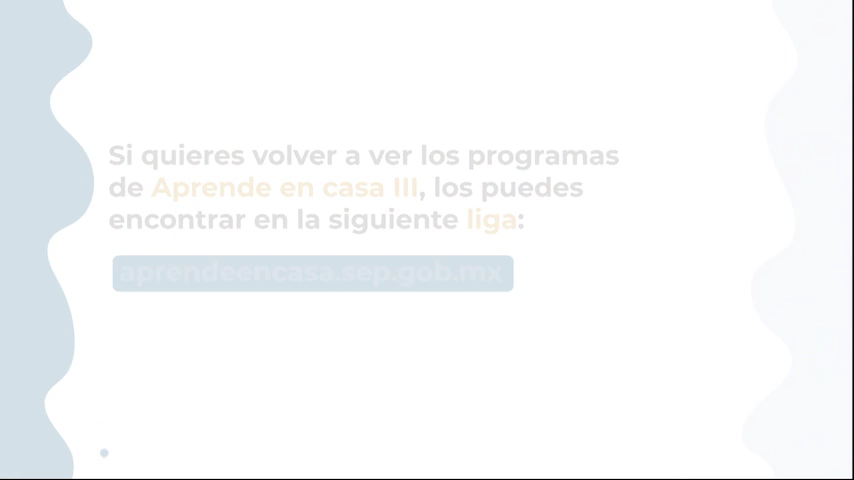 Si quieres volver a ver los programas
de Aprende en casa III, los puedes
encontrar en la siguiente liga:
aprendeencasa.sep.gob.mx